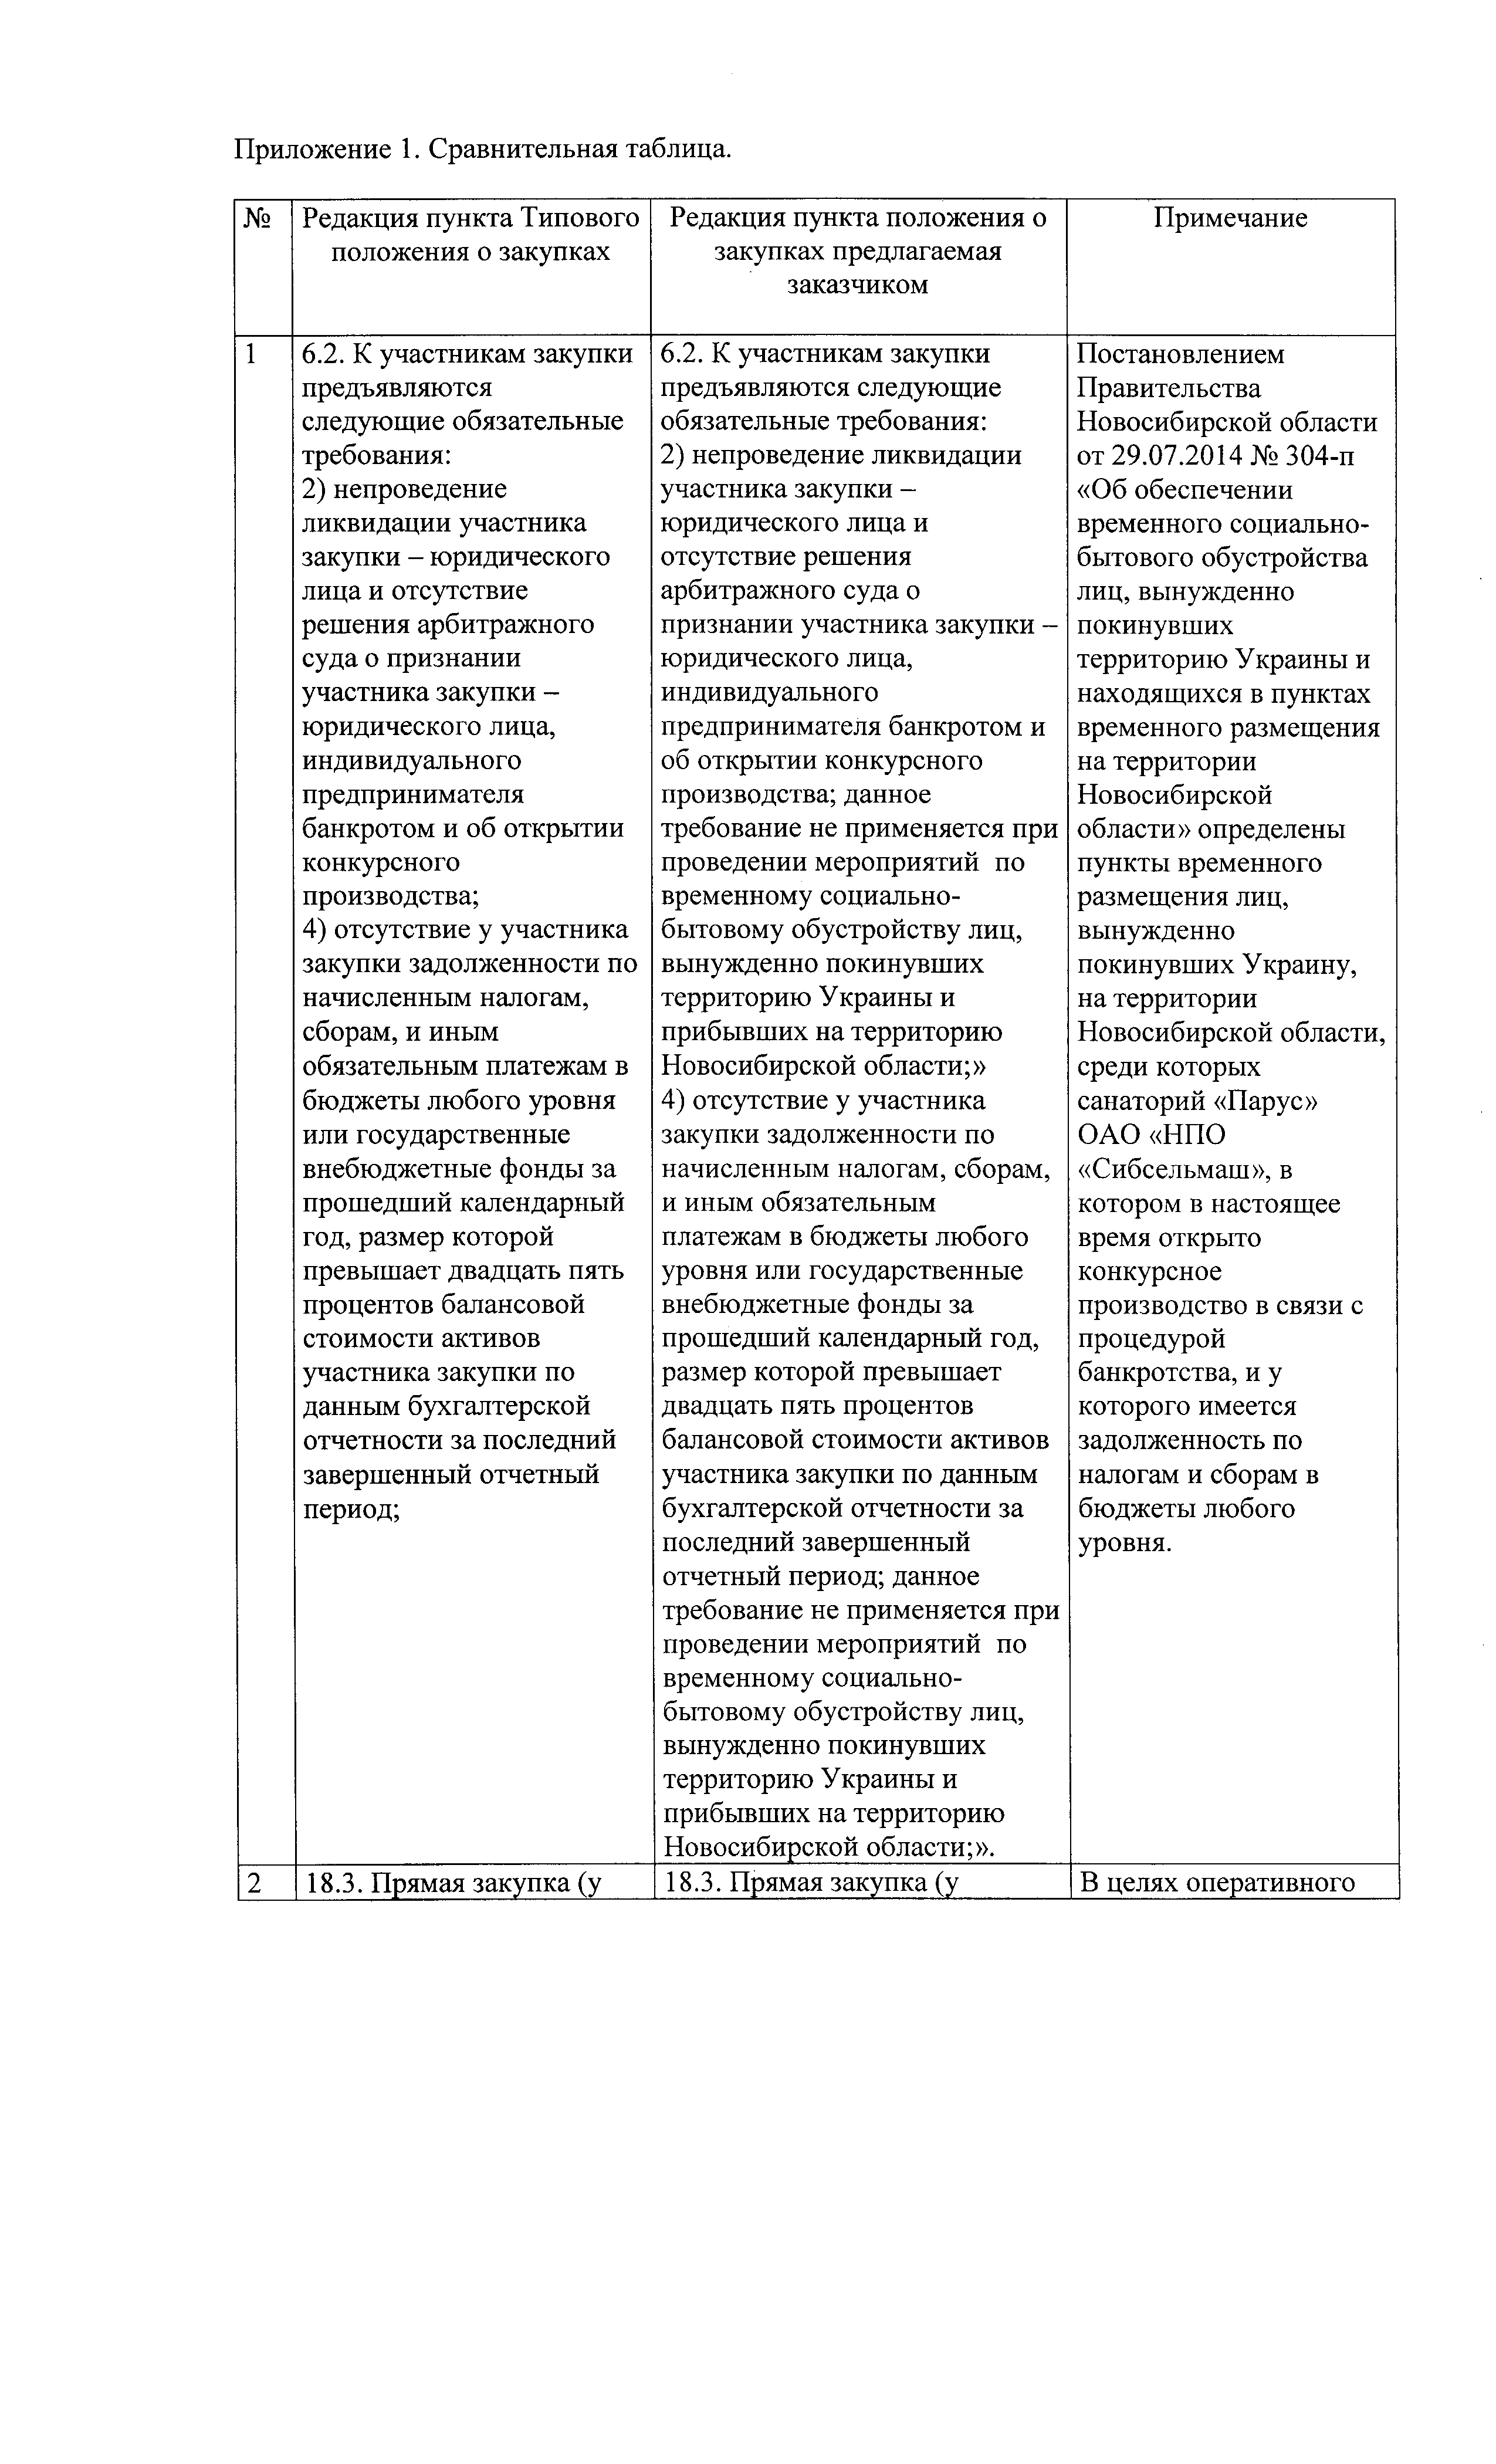 Приложение 1. Сравнительная таблица.
№
Редакция пункта Типового
положения о закупках
Редакция пункта положения о
закупках предлагаемая
заказчиком
Примечание
1
6.2. К участникам закупки
предъявляются
следующие обязательные
требования:
2) непроведение
ликвидации участника
закупки – юридического
лица и отсутствие
решения арбитражного
суда о признании
участника закупки –
юридического лица,
индивидуального
предпринимателя
банкротом и об открытии
конкурсного
производства;
4) отсутствие у участника
закупки задолженности по
начисленным налогам,
сборам, и иным
обязательным платежам в
бюджеты любого уровня
или государственные
внебюджетные фонды за
прошедший календарный
год, размер которой
превышает двадцать пять
процентов балансовой
стоимости активов
участника закупки по
данным бухгалтерской
отчетности за последний
завершенный отчетный
период;
6.2. К участникам закупки
предъявляются следующие
обязательные требования:
2) непроведение ликвидации
участника закупки –
юридического лица и
отсутствие решения
арбитражного суда о
признании участника закупки –
юридического лица,
индивидуального
предпринимателя банкротом и
об открытии конкурсного
производства; данное
требование не применяется при
проведении мероприятий  по
временному социально-
бытовому обустройству лиц,
вынужденно покинувших
территорию Украины и
прибывших на территорию
Новосибирской области;»
4) отсутствие у участника
закупки задолженности по
начисленным налогам, сборам,
и иным обязательным
платежам в бюджеты любого
уровня или государственные
внебюджетные фонды за
прошедший календарный год,
размер которой превышает
двадцать пять процентов
балансовой стоимости активов
участника закупки по данным
бухгалтерской отчетности за
последний завершенный
отчетный период; данное
требование не применяется при
проведении мероприятий  по
временному социально-
бытовому обустройству лиц,
вынужденно покинувших
территорию Украины и
прибывших на территорию
Новосибирской области;».
Постановлением
Правительства
Новосибирской области
от 29.07.2014 № 304-п
«Об обеспечении
временного социально-
бытового обустройства
лиц, вынужденно
покинувших
территорию Украины и
находящихся в пунктах
временного размещения
на территории
Новосибирской
области» определены
пункты временного
размещения лиц,
вынужденно
покинувших Украину,
на территории
Новосибирской области,
среди которых
санаторий «Парус»
ОАО «НПО
«Сибсельмаш», в
котором в настоящее
время открыто
конкурсное
производство в связи с
процедурой
банкротства, и у
которого имеется
задолженность по
налогам и сборам в
бюджеты любого
уровня.
2
18.3. Прямая закупка (у
18.3. Прямая закупка (у
В целях оперативного